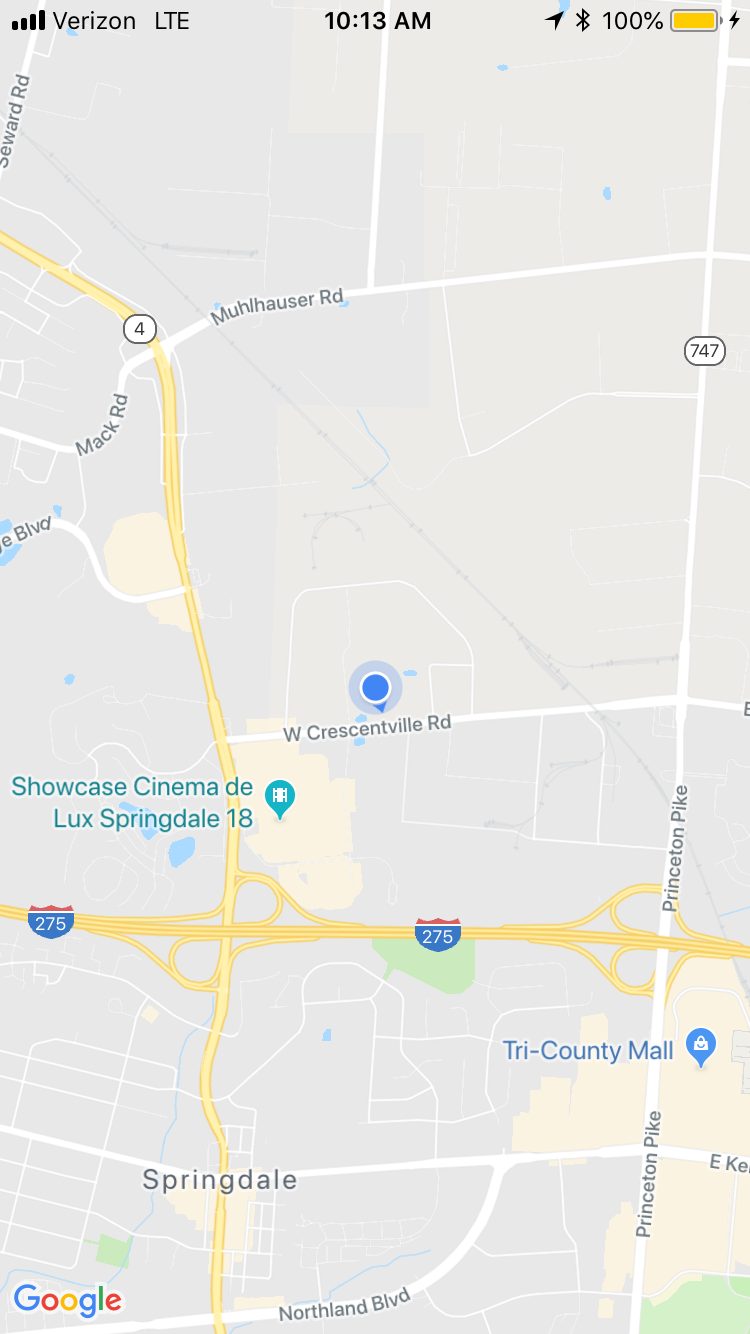 Verizon LTE 10:13 AM 100%
Seward Rd
Muhlhauser Rd
4
747
Mack Rd
e Blvd
W Crescentville Rd
E
Showcase Cinema de
Lux Springdale 18
Princeton Pike
275
275
Tri-County Mall
Princeton Pike
E Ke
Springdale
Northland Blvd
Google